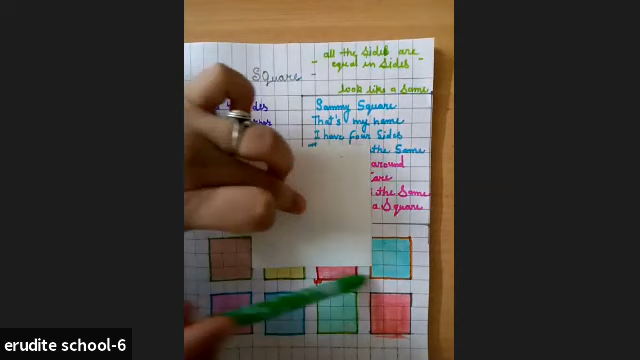 all the sides are
- equal in sides -
Square
look like a same
des
Sammy Square
That's my name
I have four Sides
the Same
around
the Same
a Square
erudite school-6